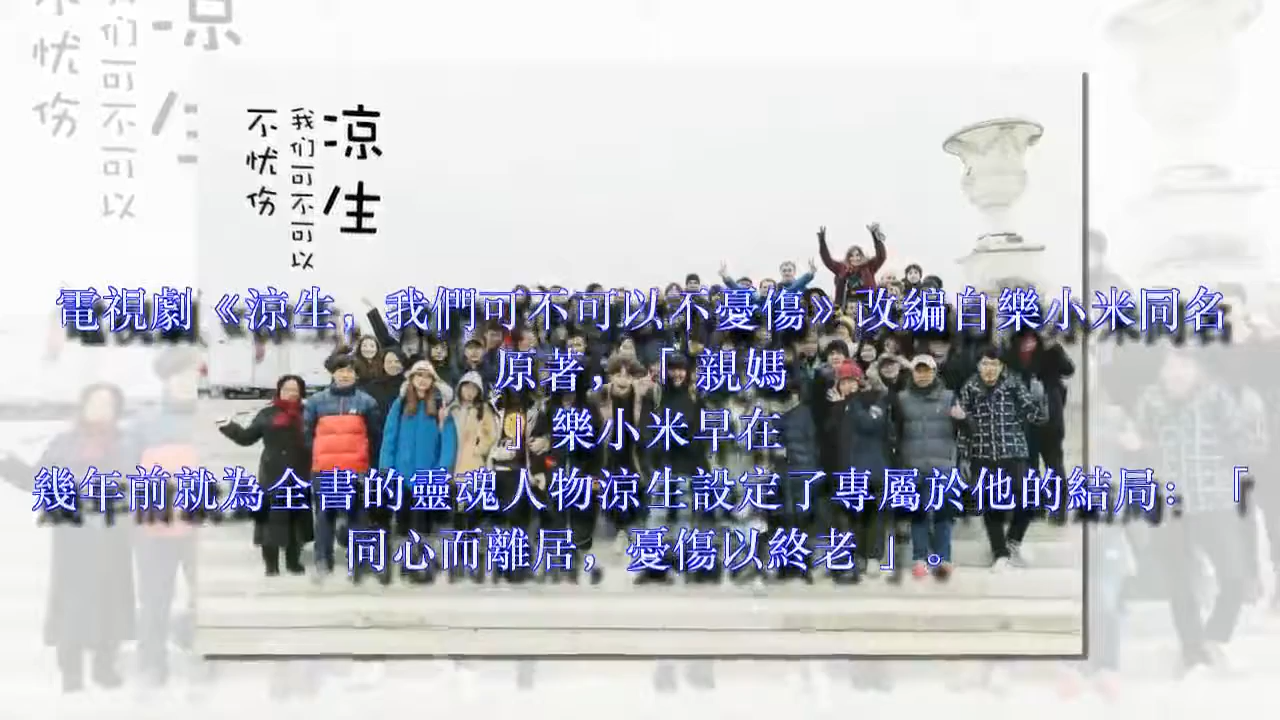 凉生
我们可不可以
不忧伤
電視劇《涼生，我們可不可以不憂傷》改編自樂小米同名
原著，「 親媽
」樂小米早在
幾年前就為全書的靈魂人物涼生設定了專屬於他的結局：「
同心而離居，憂傷以終老 」。